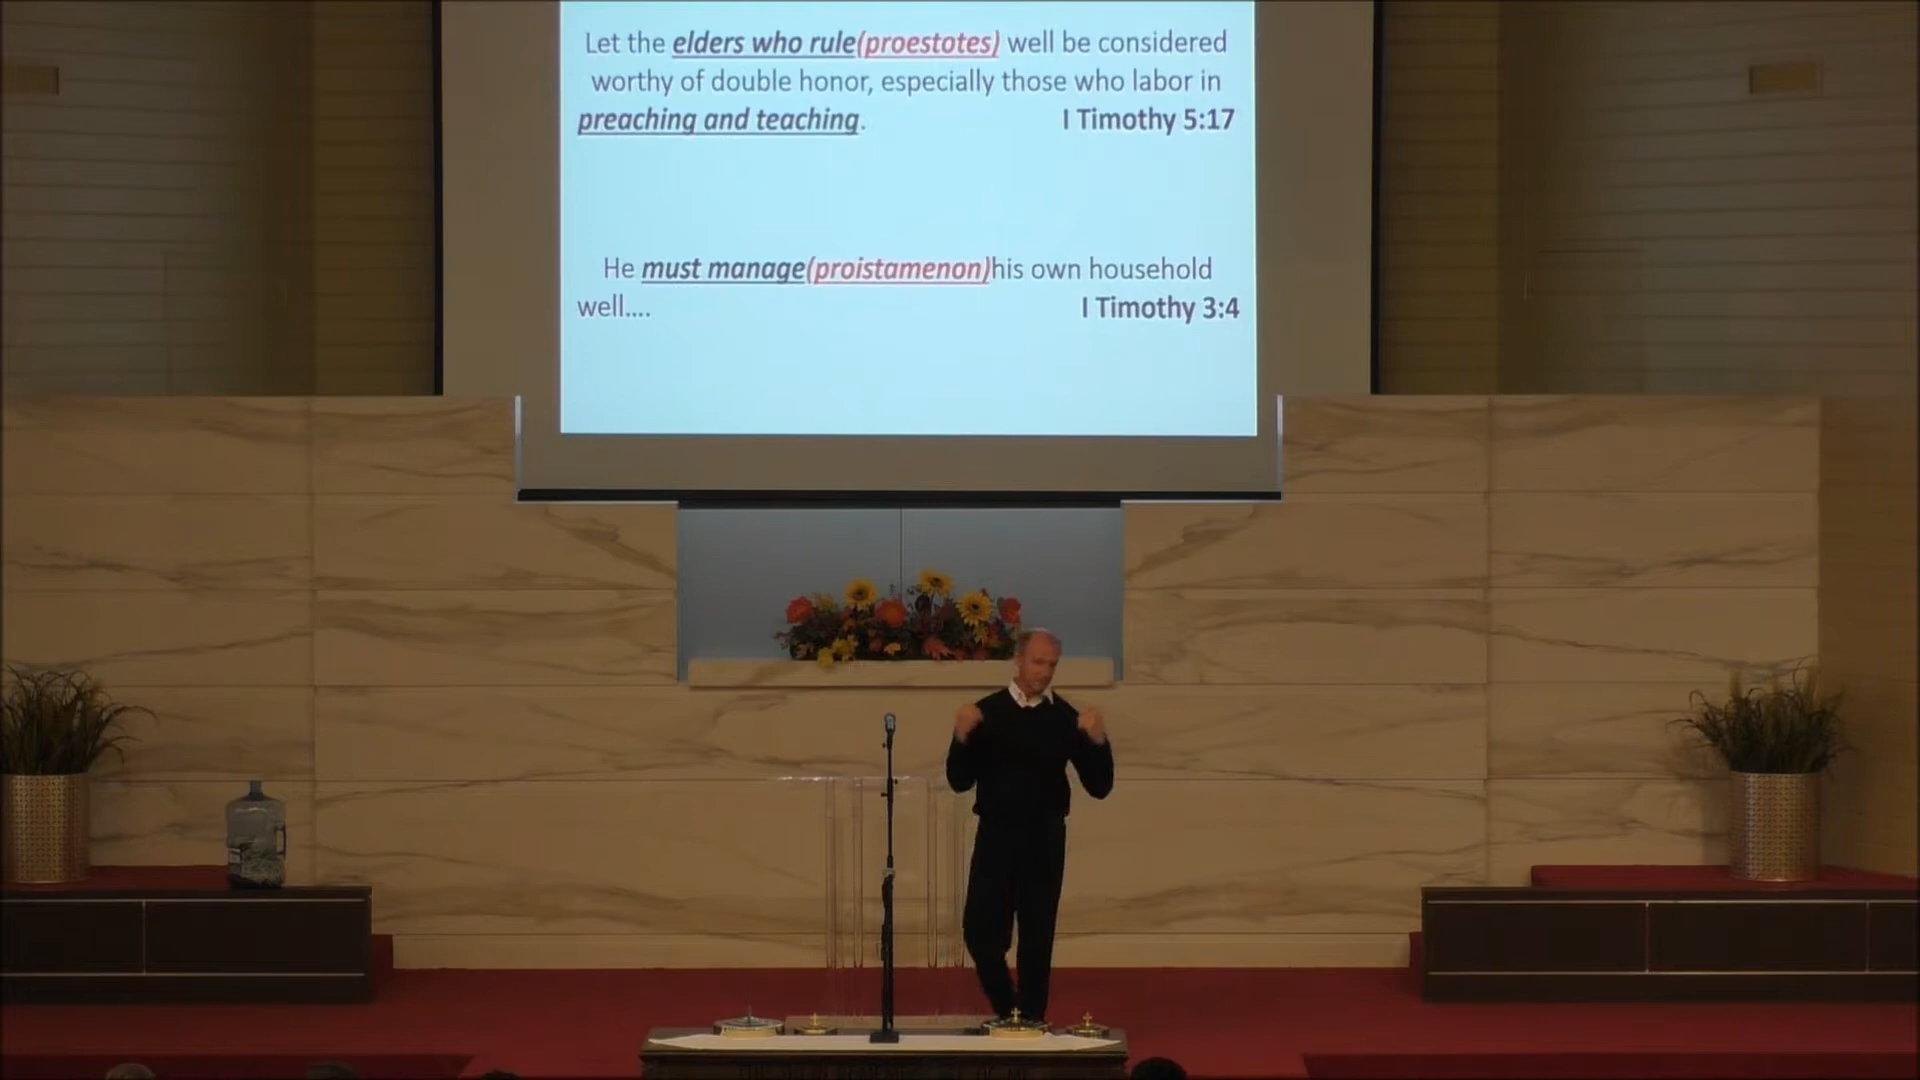 Let the elders who rule(proestotes) well be considered
worthy of double honor, especially those who labor in
preaching and teaching. I Timothy 5:17
He must manage(proistamenon)his own household
well.... I Timothy 3:4